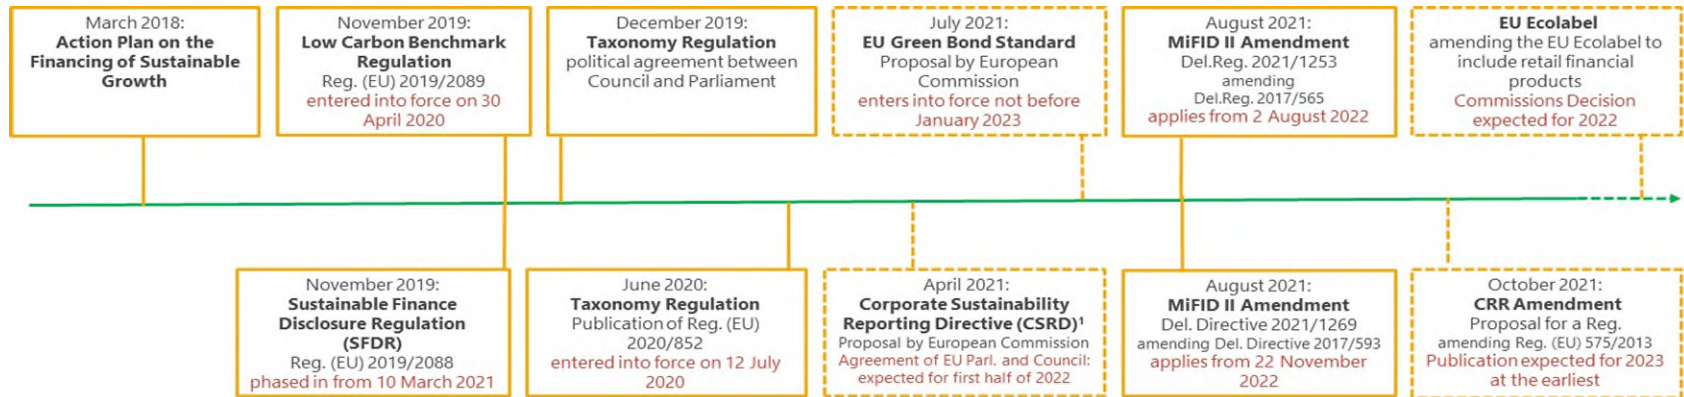 March 2018:
Action Plan on the
Financing of Sustainable
Growth
November 2019:
Low Carbon Benchmark
Regulation
Reg. (EU) 2019/2089
entered into force on 30
April 2020
December 2019:
Taxonomy Regulation
political agreement between
Council and Parliament
July 2021:
EU Green Bond Standard
Proposal by European
Commission
enters into force not before
January 2023
August 2021:
MiFID II Amendment
Del.Reg. 2021/1253
amending
Del.Reg. 2017/565
applies from 2 August 2022
EU Ecolabel
amending the EU Ecolabel to
include retail financial
products
Commissions Decision
expected for 2022
November 2019:
Sustainable Finance
Disclosure Regulation
(SFDR)
Reg. (EU) 2019/2088
phased in from 10 March 2021
June 2020:
Taxonomy Regulation
Publication of Reg. (EU)
2020/852
entered into force on 12 July
2020
April 2021:
Corporate Sustainability
Reporting Directive (CSRD)¹
Proposal by European Commission
Agreement of EU Parl. and Council:
expected for first half of 2022
August 2021:
MiFID II Amendment
Del. Directive 2021/1269
amending Del. Directive 2017/593
applies from 22 November
2022
October 2021:
CRR Amendment
Proposal for a Reg.
amending Reg. (EU) 575/2013
Publication expected for 2023
at the earliest